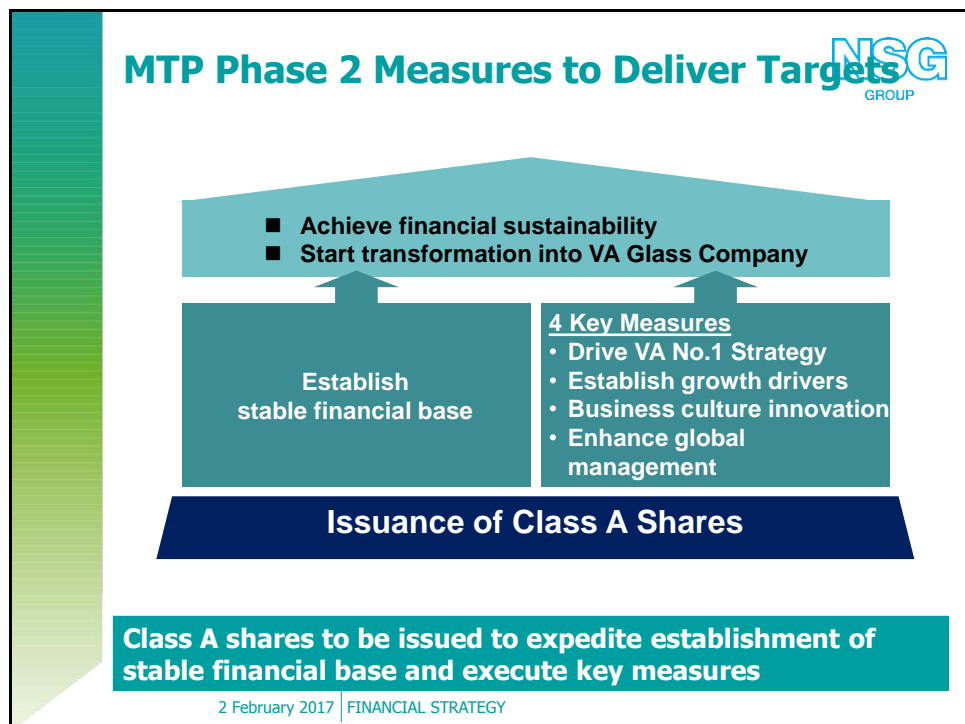 MTP Phase 2 Measures to Deliver Targets
NSG
GROUP
■ Achieve financial sustainability
■ Start transformation into VA Glass Company
Establish
stable financial base
4 Key Measures
• Drive VA No.1 Strategy
• Establish growth drivers
• Business culture innovation
• Enhance global
management
Issuance of Class A Shares
Class A shares to be issued to expedite establishment of
stable financial base and execute key measures
2 February 2017 FINANCIAL STRATEGY